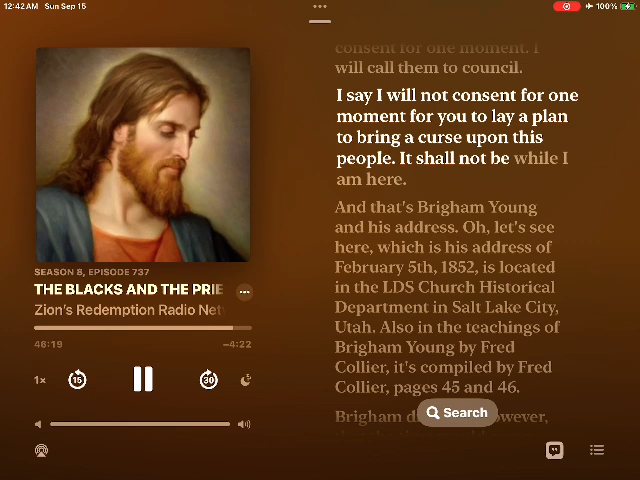 12:42 AM Sun Sep 15
100%
consent for one moment. I
will call them to council.
I say I will not consent for one
moment for you to lay a plan
to bring a curse upon this
people. It shall not be while I
am here.
And that's Brigham Young
and his address. Oh, let's see
here, which is his address of
February 5th, 1852, is located
in the LDS Church Historical
Department in Salt Lake City,
Utah. Also in the teachings of
Brigham Young by Fred
Collier, it's compiled by Fred
Collier, pages 45 and 46.
Brigham
Search
SEASON 8, EPISODE 737
THE BLACKS AND THE PRIE
Zion's Redemption Radio Net
46:19
-4:22
1×
15
30